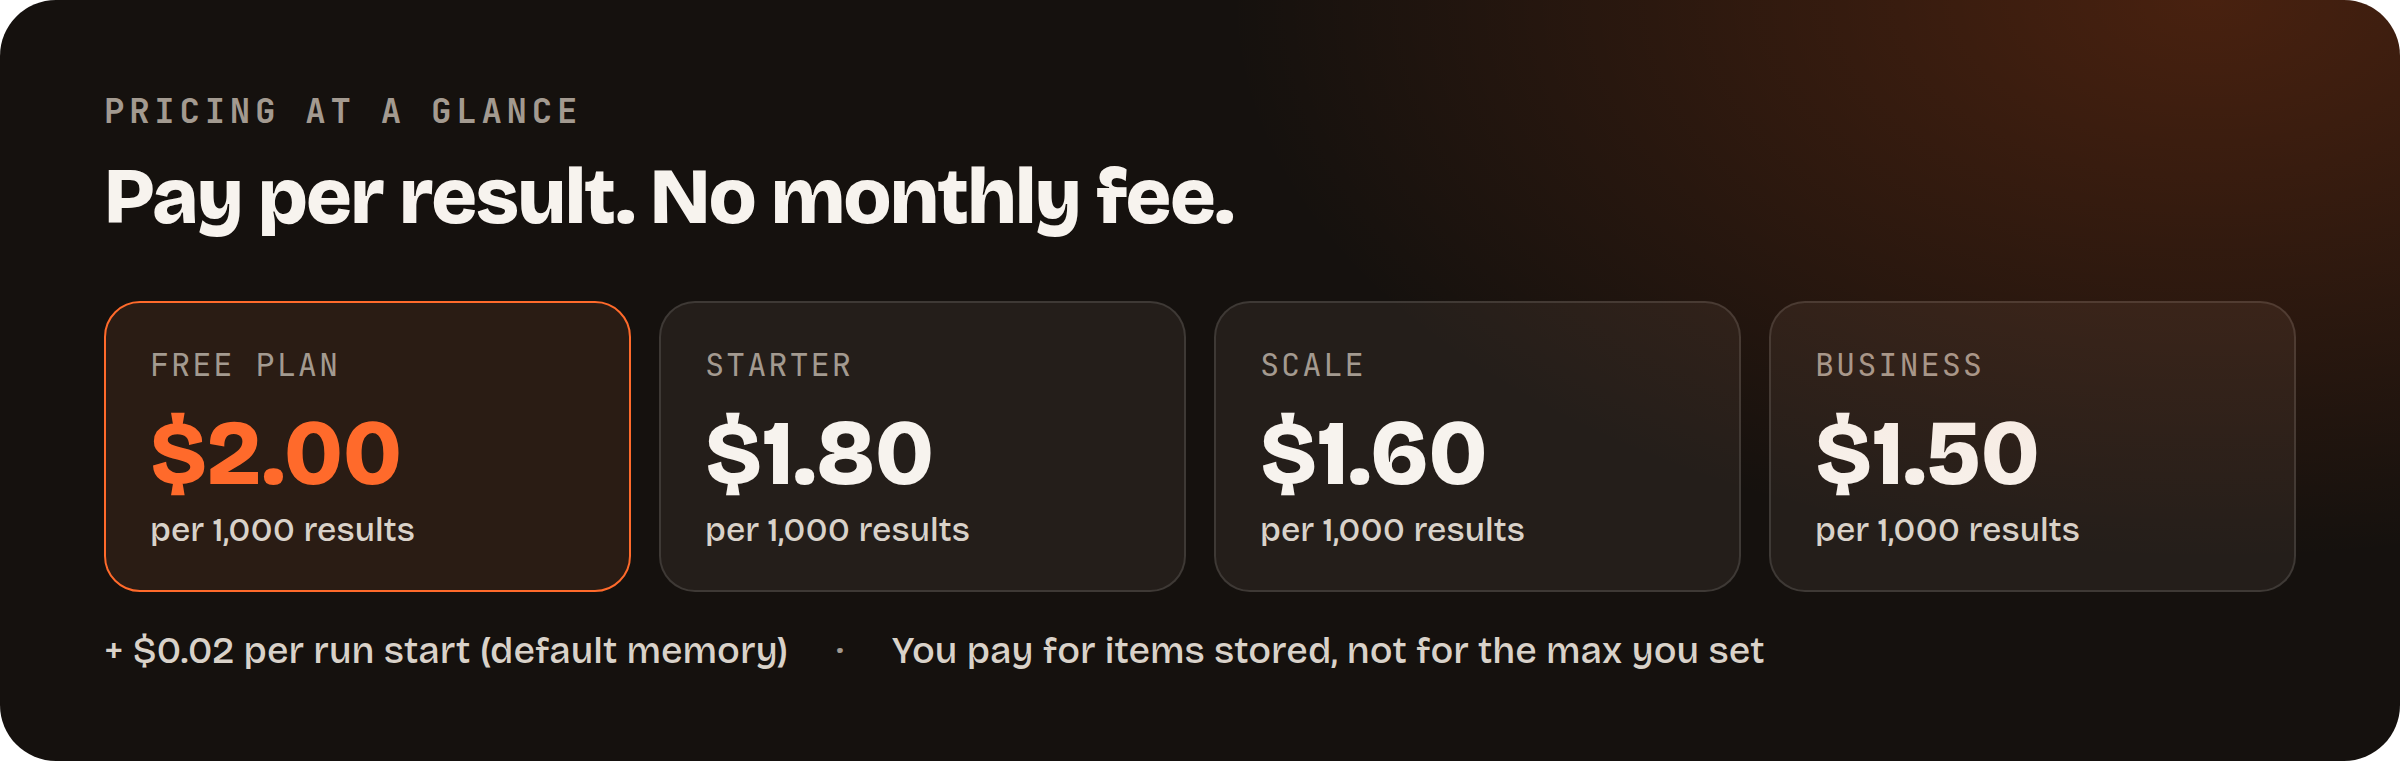 PRICING AT A GLANCE
Pay per result. No monthly fee.
FREE PLAN
$2.00
per 1,000 results
STARTER
$1.80
per 1,000 results
SCALE
$1.60
per 1,000 results
BUSINESS
$1.50
per 1,000 results
+ $0.02 per run start (default memory) · You pay for items stored, not for the max you set